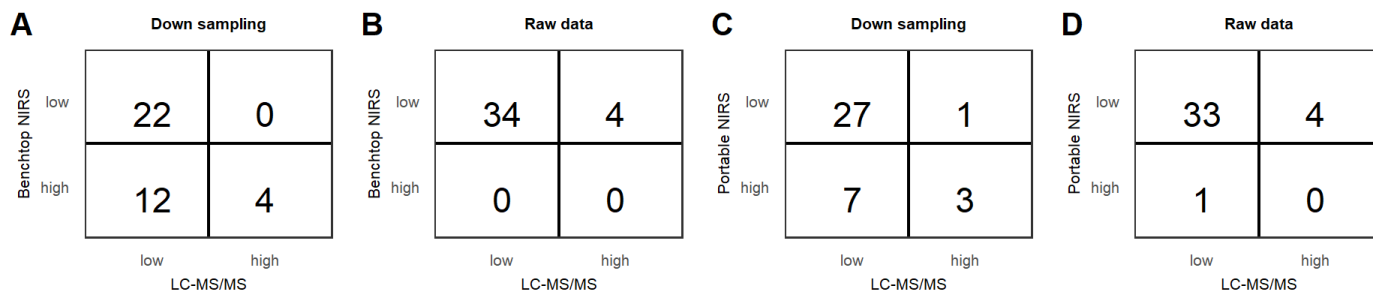 A
Down sampling
Benchtop NIRS
low
22
0
high
12
4
low
high
LC-MS/MS
B
Raw data
Benchtop NIRS
low
34
4
high
0
0
low
high
LC-MS/MS
C
Down sampling
Portable NIRS
low
27
1
high
7
3
low
high
LC-MS/MS
D
Raw data
Portable NIRS
low
33
4
high
1
0
low
high
LC-MS/MS